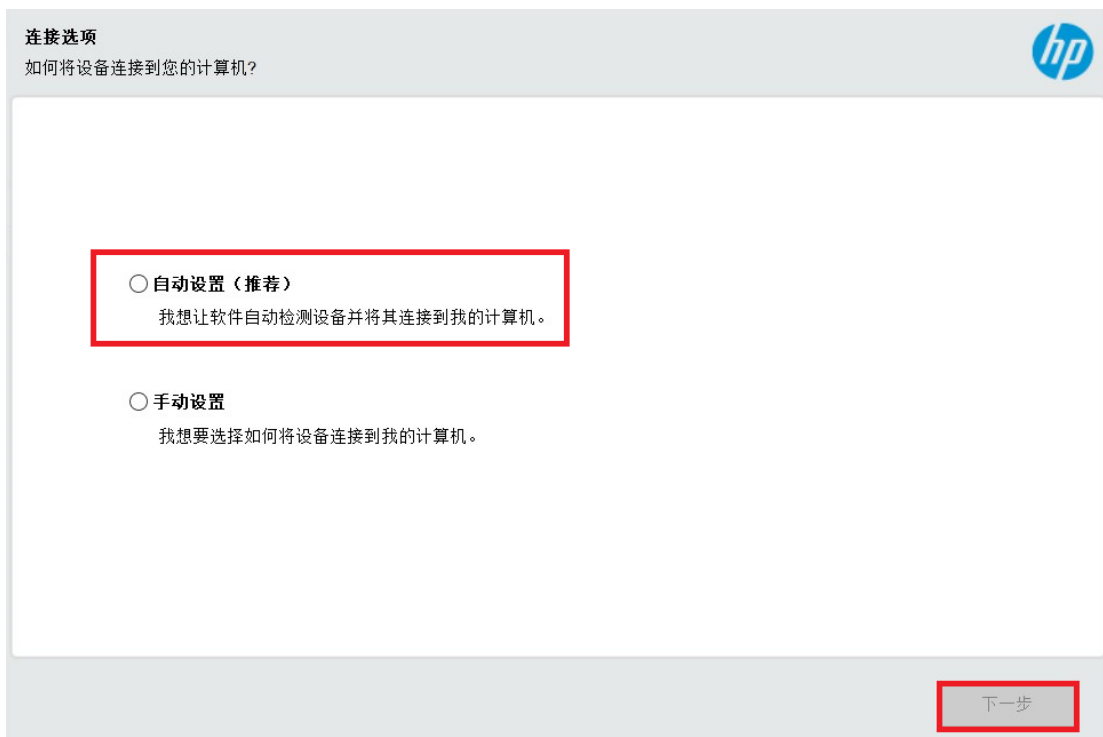 连接选项
如何将设备连接到您的计算机?
hp
自动设置（推荐）
我想让软件自动检测设备并将其连接到我的计算机。
手动设置
我想要选择如何将设备连接到我的计算机。
下一步